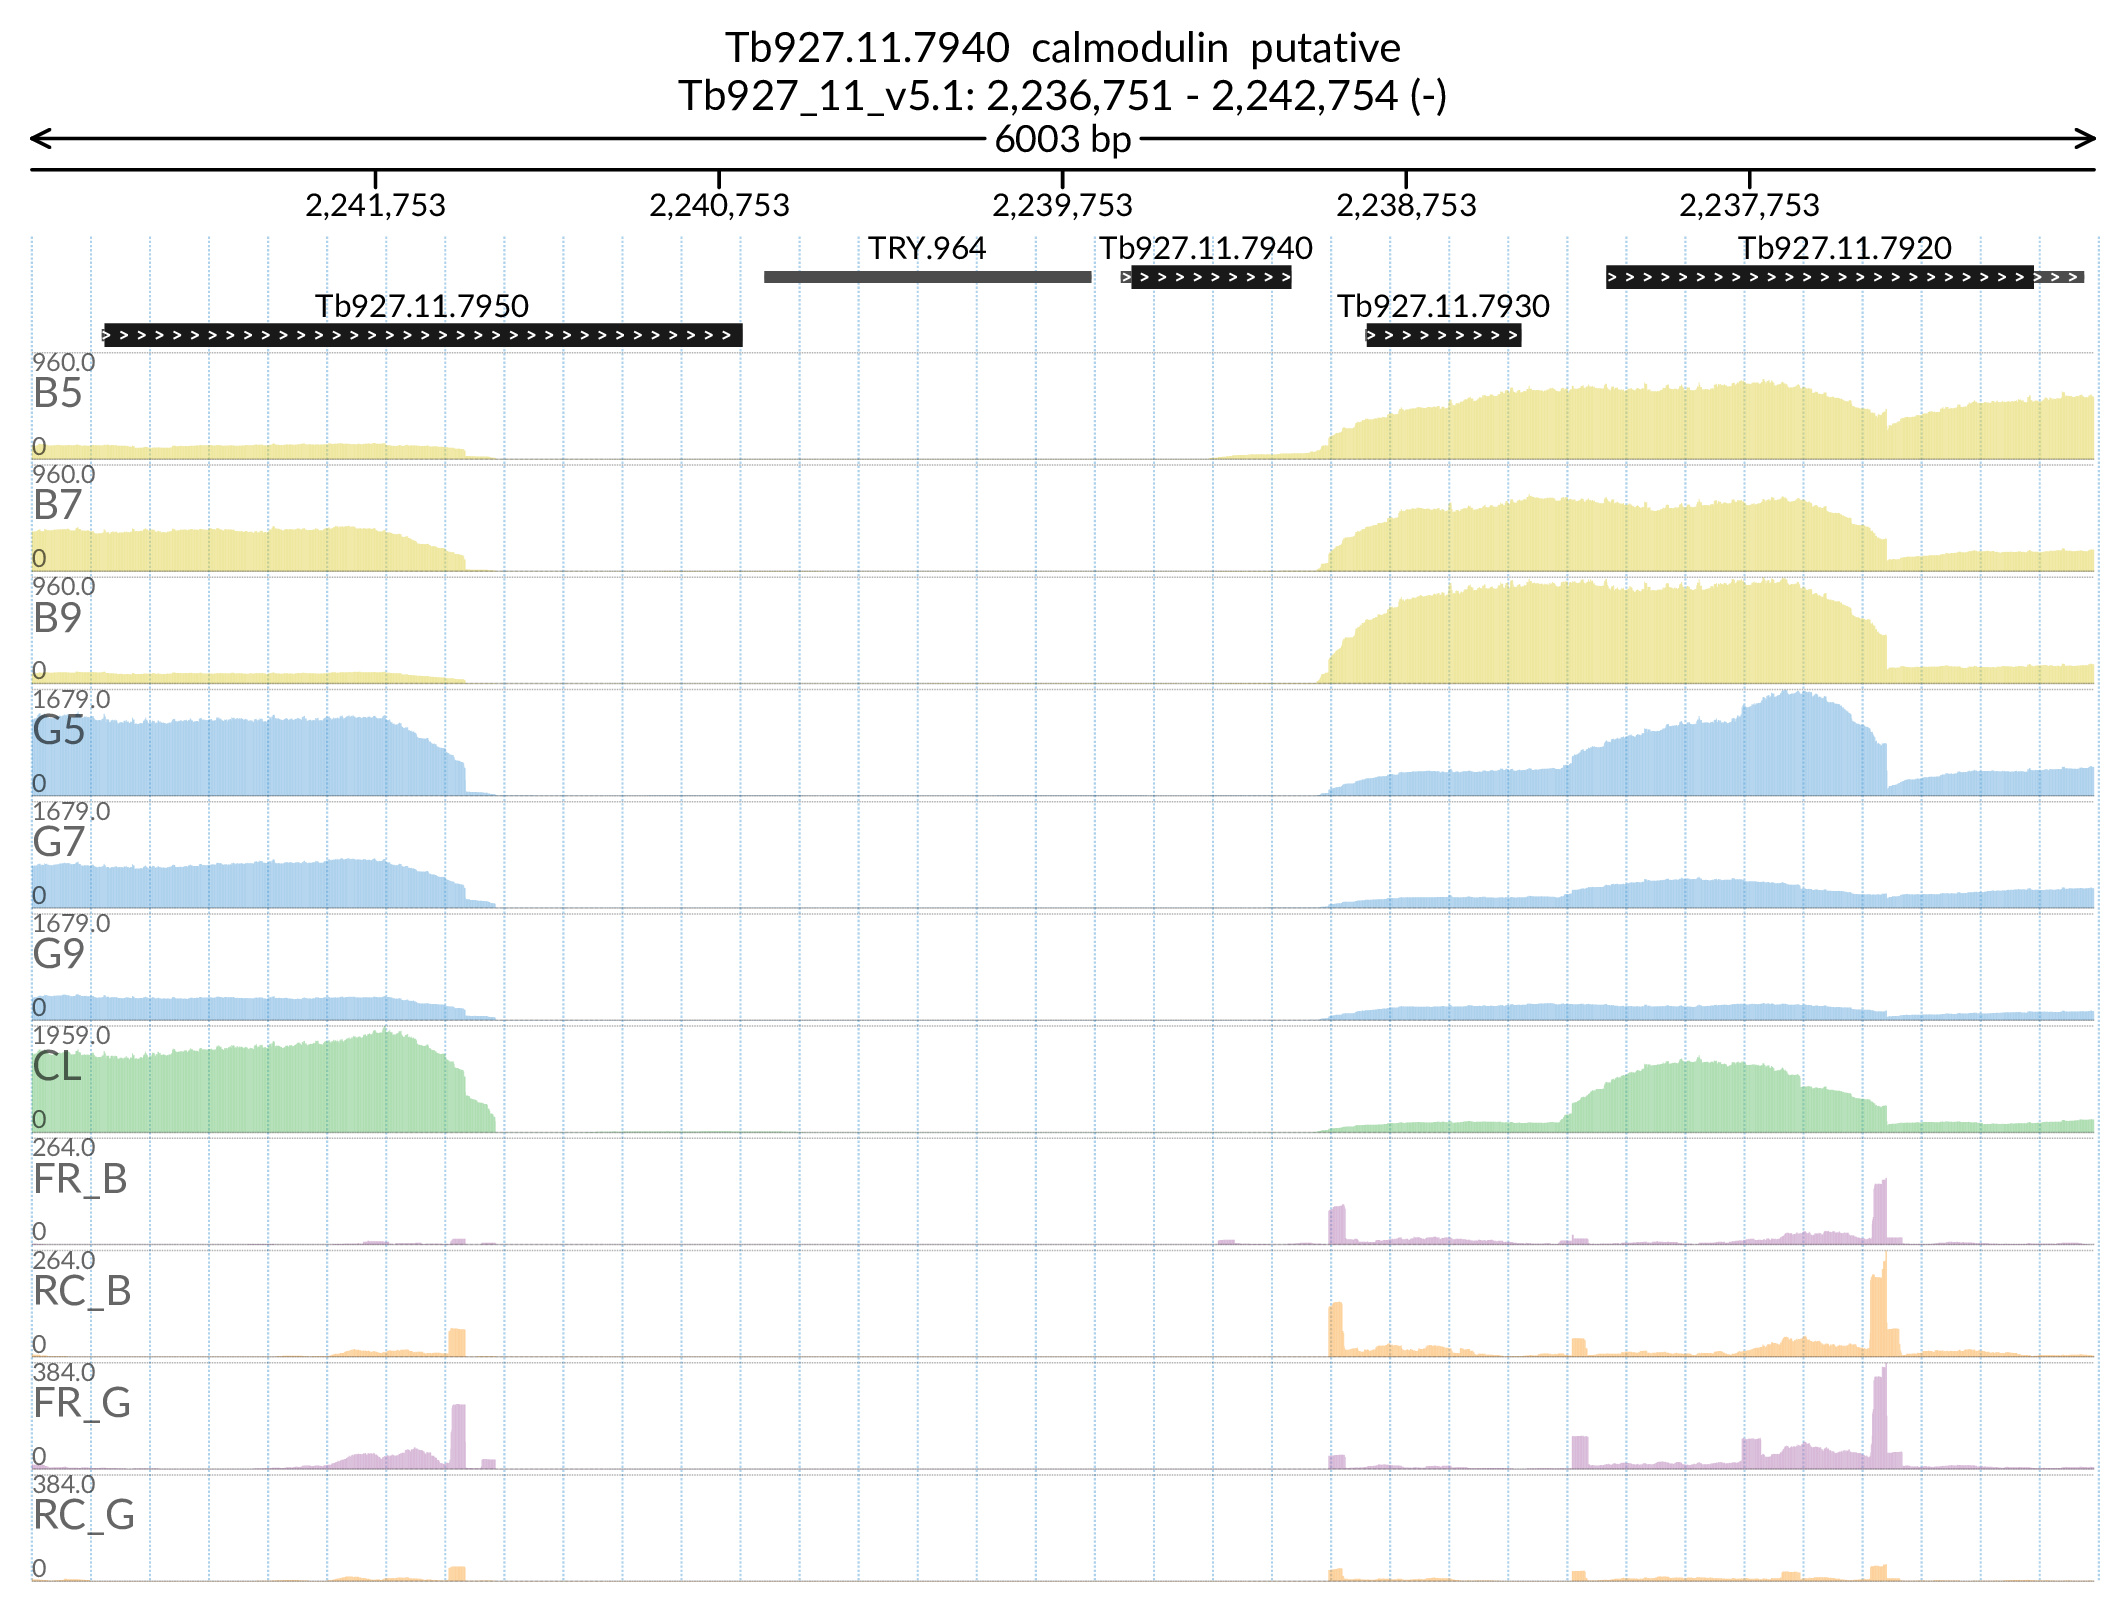 Tb927.11.7940 calmodulin putative
Tb927_11_v5.1: 2,236,751 - 2,242,754 (-)
6003 bp
2,241,753 2,240,753 2,239,753 2,238,753 2,237,753
TRY.964 Tb927.11.7940 Tb927.11.7920
Tb927.11.7950 Tb927.11.7930
960.0
B5
0
960.0
B7
0
960.0
B9
0
1679.0
G5
0
1679.0
G7
0
1679.0
G9
0
1959.0
CL
0
264.0
FR_B
0
264.0
RC_B
0
384.0
FR_G
0
384.0
RC_G
0